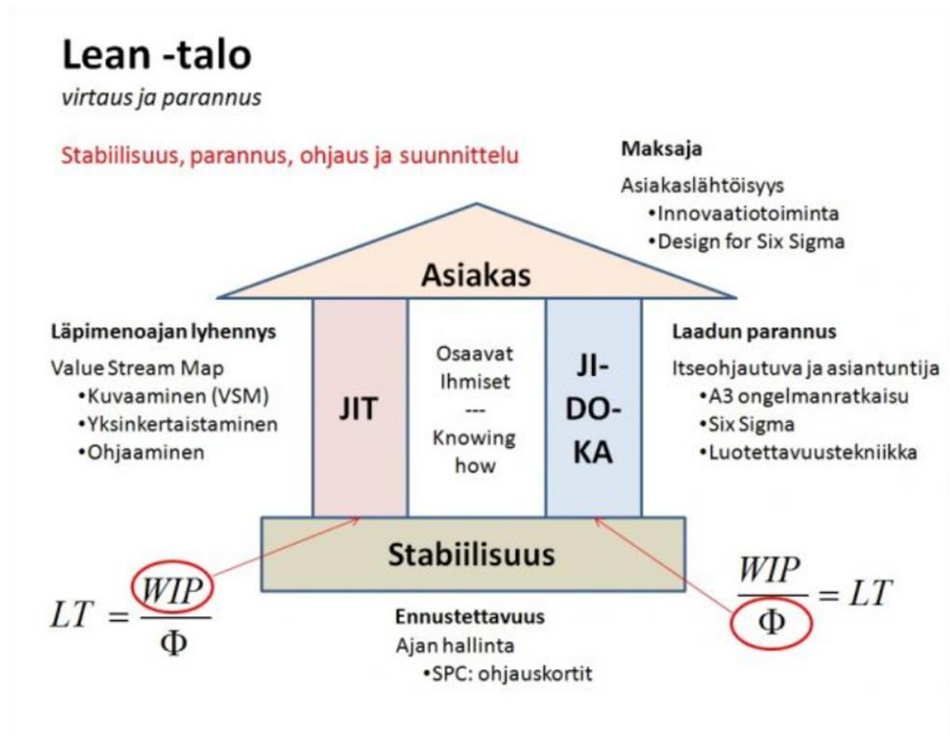 Lean -talo
virtaus ja parannus
Stabiilisuus, parannus, ohjaus ja suunnittelu
Maksaja
Asiakaslähtöisyys
•Innovaatiotoiminta
•Design for Six Sigma
Asiakas
Läpimenoajan lyhennys
Value Stream Map
•Kuvaaminen (VSM)
•Yksinkertaistaminen
•Ohjaaminen
JIT
Osaavat
Ihmiset
---
Knowing
how
JI-
DO-
KA
Laadun parannus
Itseohjautuva ja asiantuntija
•A3 ongelmanratkaisu
•Six Sigma
•Luotettavuustekniikka
Stabiilisuus
LT = WIP
Φ
Ennustettavuus
Ajan hallinta
•SPC: ohjauskortit
WIP
Φ = LT